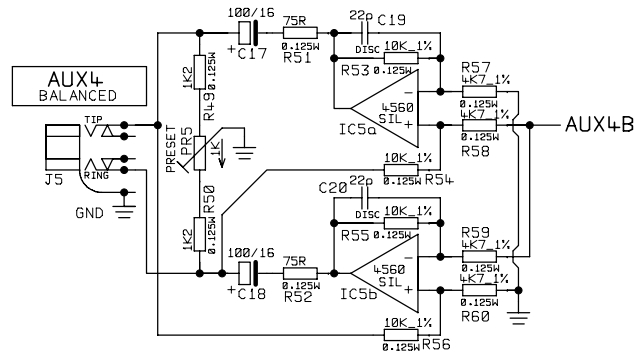 100/16
+C17
75R
0.125W
R51
22p
C19
DISC
10K_1%
R53
0.125W
R57
4K7_1%
0.125W
4K7_1%
0.125W
R58
4560
SIL
IC5a
-
+
AUX4B
AUX4
BALANCED
TIP
RING
J5
GND
1K2
0.125W
R49
PRESET
PR5
1K
R50
0.125W
1K2
10K_1%
0.125W
R54
C20
22p
DISC
10K_1%
R55
0.125W
R59
4K7_1%
0.125W
4K7_1%
0.125W
R60
4560
SIL
IC5b
-
+
100/16
+C18
75R
0.125W
R52
10K_1%
0.125W
R56